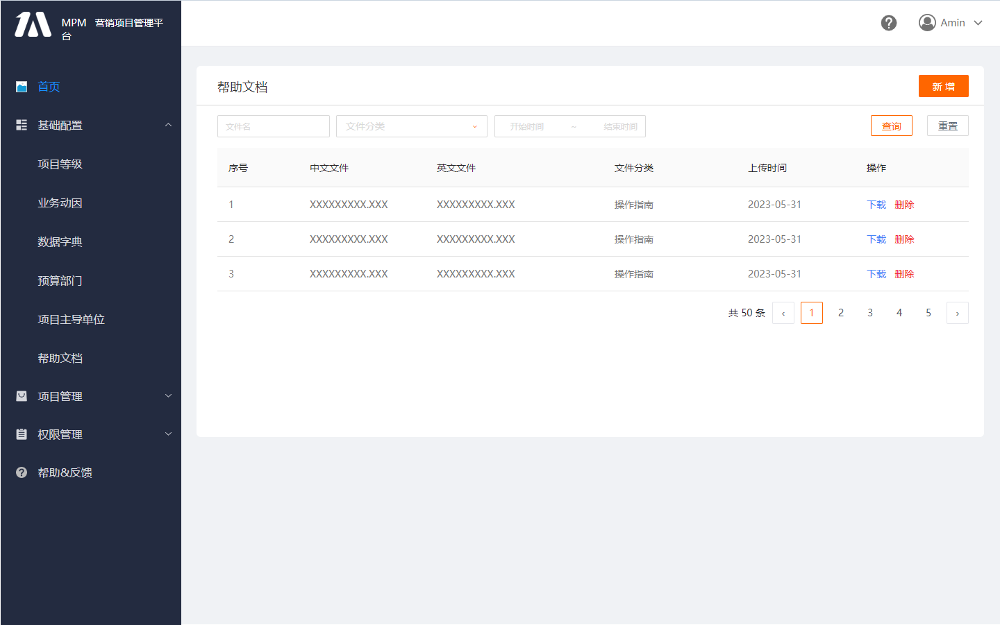 MPM 营销项目管理平
台
Amin
首页
基础配置
项目等级
业务动因
数据字典
预算部门
项目主导单位
帮助文档
项目管理
权限管理
帮助&反馈
帮助文档
新 增
文件名 文件分类 开始时间 ~ 结束时间 查询 重置
序号 中文文件 英文文件 文件分类 上传时间 操作
1 XXXXXXXXX.XXX XXXXXXXXX.XXX 操作指南 2023-05-31 下载 删除
2 XXXXXXXXX.XXX XXXXXXXXX.XXX 操作指南 2023-05-31 下载 删除
3 XXXXXXXXX.XXX XXXXXXXXX.XXX 操作指南 2023-05-31 下载 删除
共 50 条 ‹ 1 2 3 4 5 ›